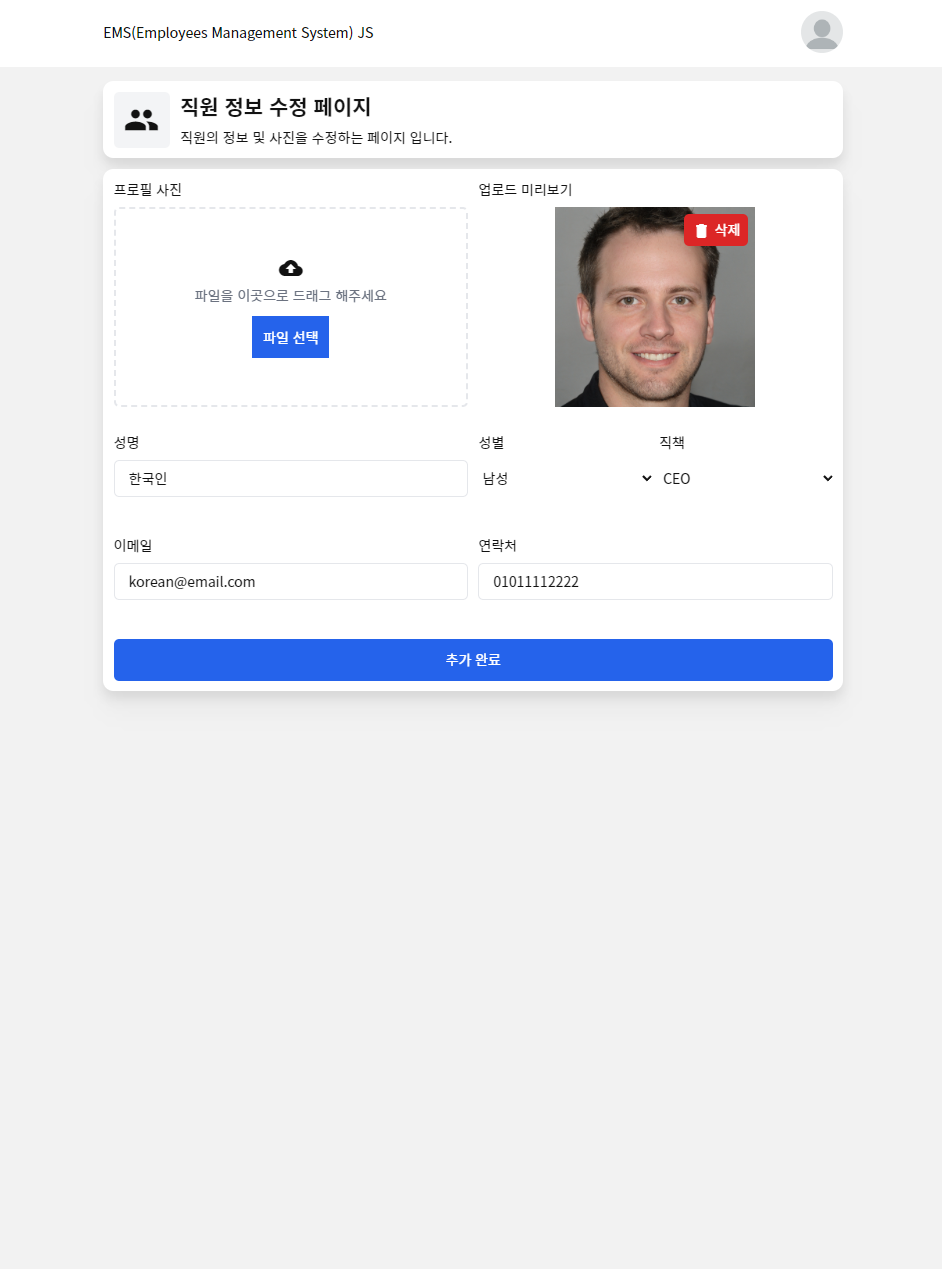 EMS(Employees Management System) JS
직원 정보 수정 페이지
직원의 정보 및 사진을 수정하는 페이지 입니다.
프로필 사진
업로드 미리보기
삭제
파일을 이곳으로 드래그 해주세요
파일 선택
성명
성별
직책
한국인
남성
CEO
이메일
연락처
korean@email.com
01011112222
추가 완료